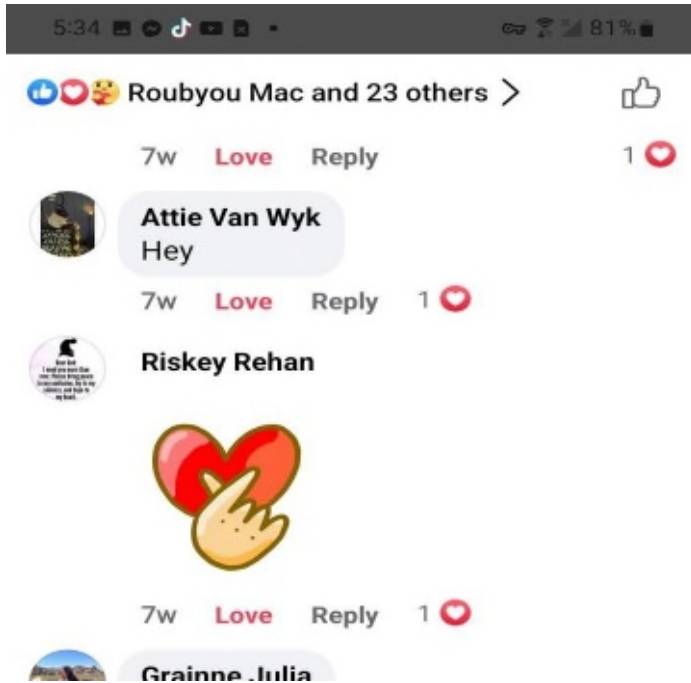 5:34 81%
Roubyou Mac and 23 others
7w Love Reply 1
Attie Van Wyk
Hey
7w Love Reply 1
Riskey Rehan
7w Love Reply 1
Grainne Julia